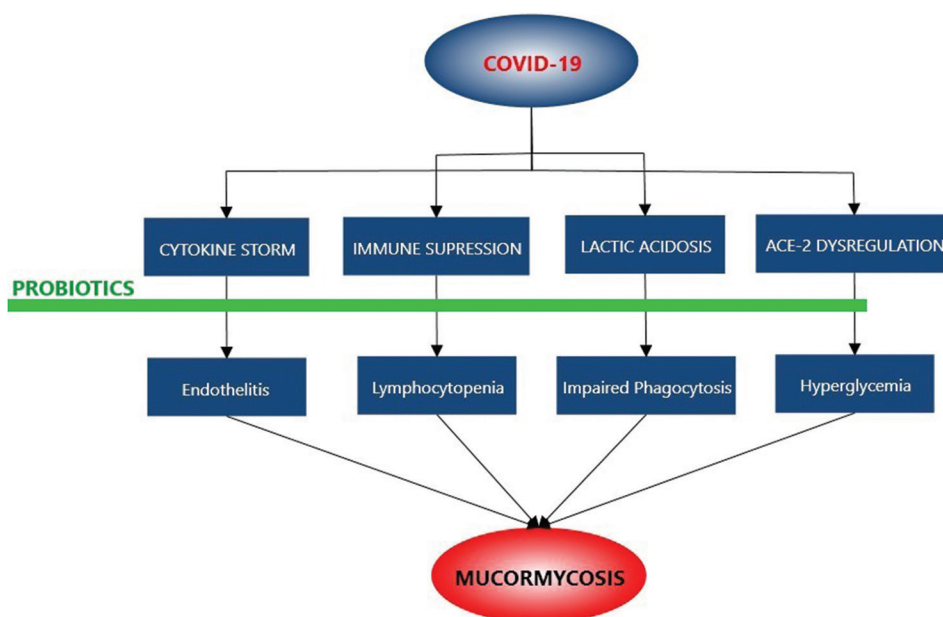 COVID-19
CYTOKINE STORM
IMMUNE SUPRESSION
LACTIC ACIDOSIS
ACE-2 DYSREGULATION
PROBIOTICS
Endothelitis
Lymphocytopenia
Impaired Phagocytosis
Hyperglycemia
MUCORMYCOSIS